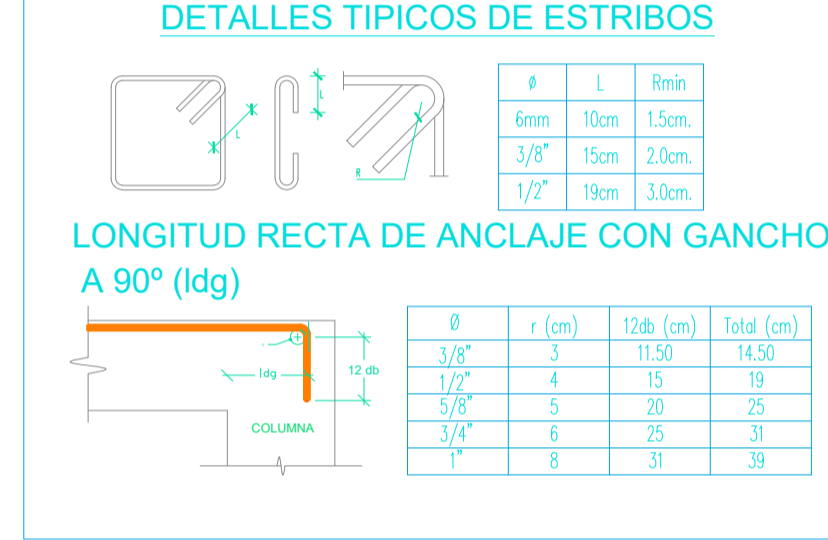 DETALLES TIPICOS DE ESTRIBOS
L
L
R
Ø L Rmin
6mm 10cm 1.5cm.
3/8" 15cm 2.0cm.
1/2" 19cm 3.0cm.
LONGITUD RECTA DE ANCLAJE CON GANCHO
A 90º (ldg)
ldg
12 db
COLUMNA
Ø r (cm) 12db (cm) Total (cm)
3/8" 3 11.50 14.50
1/2" 4 15 19
5/8" 5 20 25
3/4" 6 25 31
1" 8 31 39